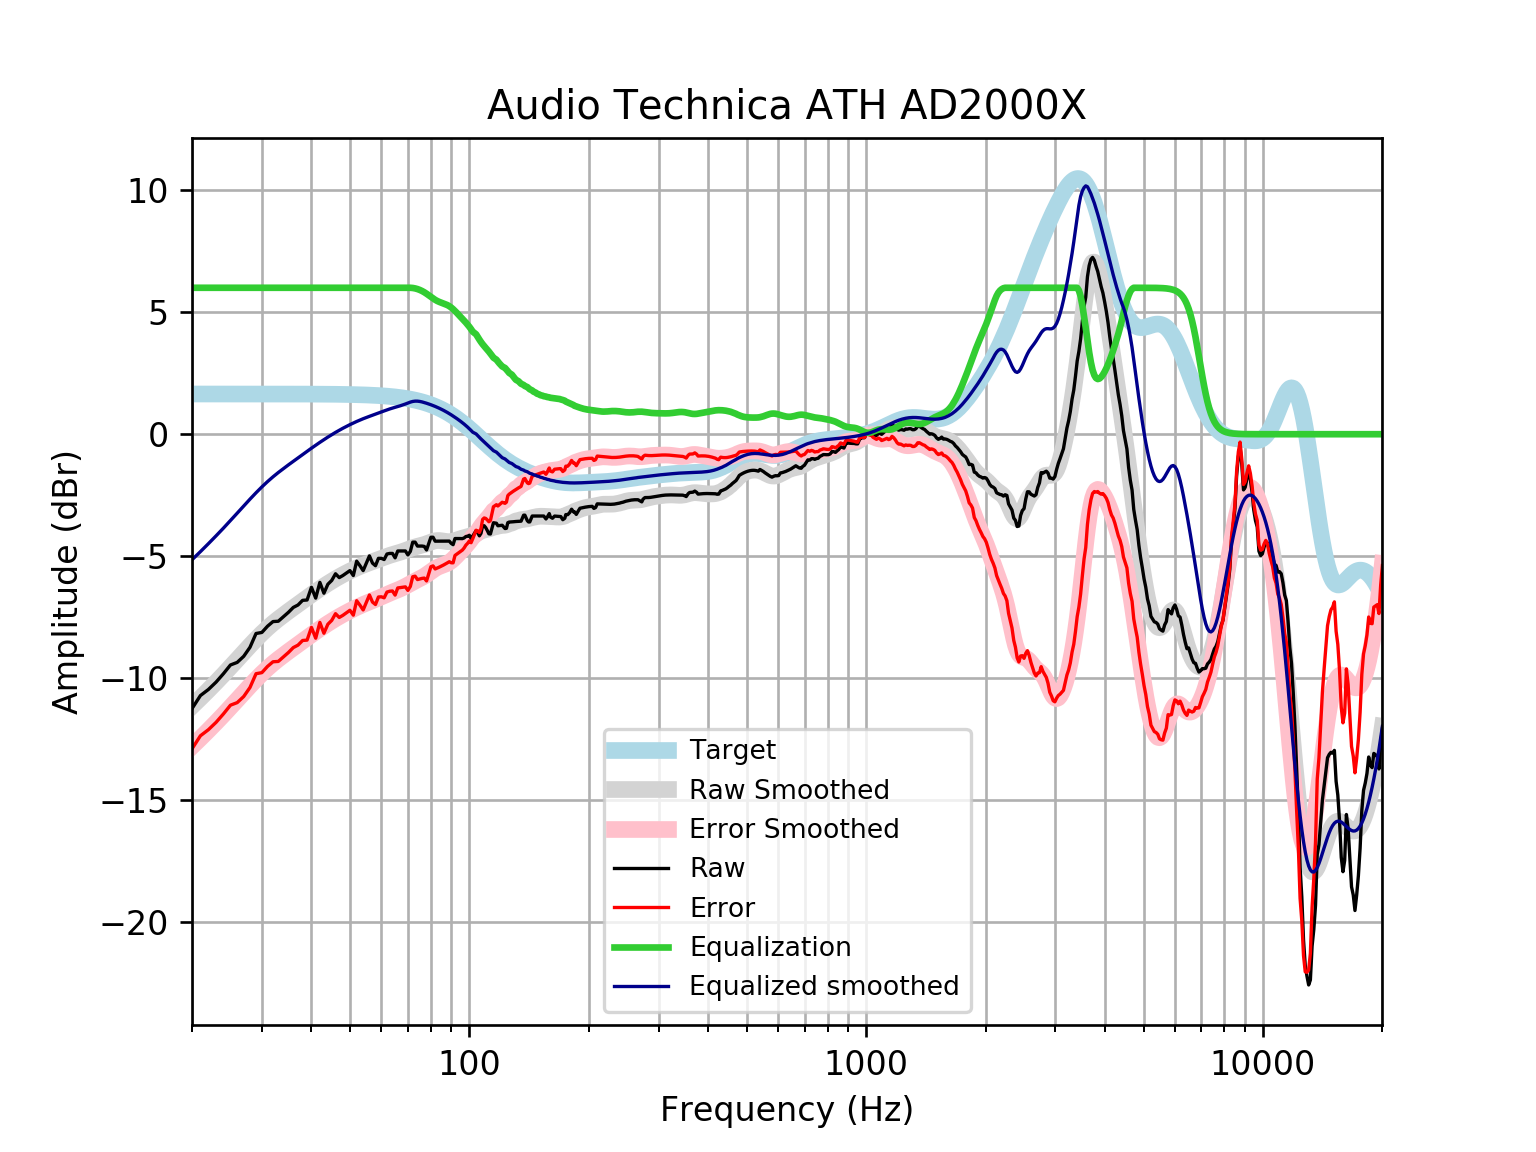 Audio Technica ATH AD2000X
10
5
0
−5
−10
−15
−20
Amplitude (dBr)
Target
Raw Smoothed
Error Smoothed
Raw
Error
Equalization
Equalized smoothed
100
1000
10000
Frequency (Hz)